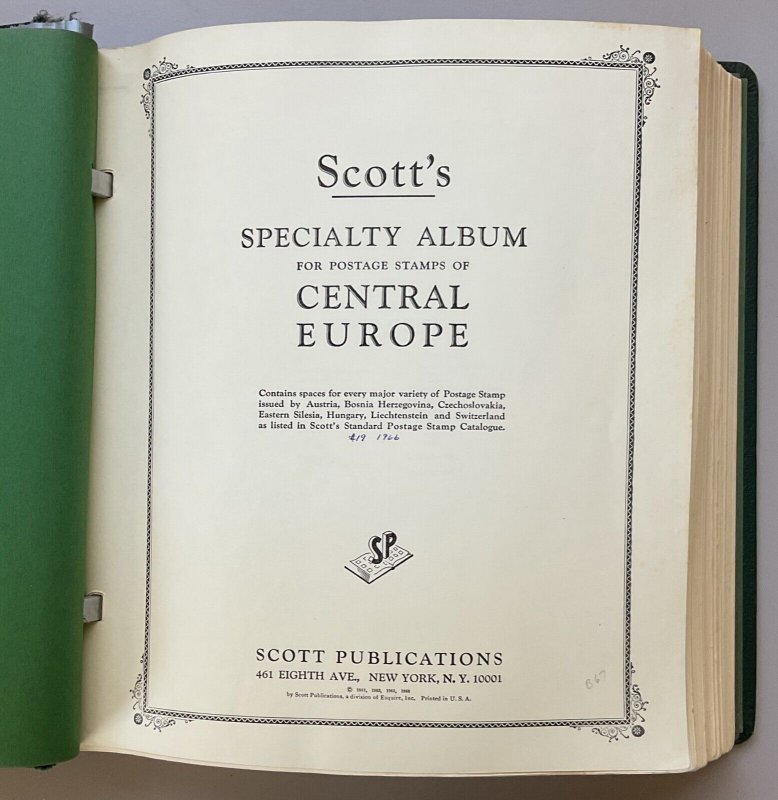 Scott's
SPECIALTY ALBUM
FOR POSTAGE STAMPS OF
CENTRAL
EUROPE
Contains spaces for every major variety of Postage Stamp
issued by Austria, Bosnia Herzegovina, Czechoslovakia,
Eastern Silesia, Hungary, Liechtenstein and Switzerland
as listed in Scott's Standard Postage Stamp Catalogue.
$19 1966
SP
SCOTT PUBLICATIONS
461 EIGHTH AVE., NEW YORK, N. Y. 10001
©
by Scott Publications, a division of Esquire, Inc. Printed in U. S. A.
B67